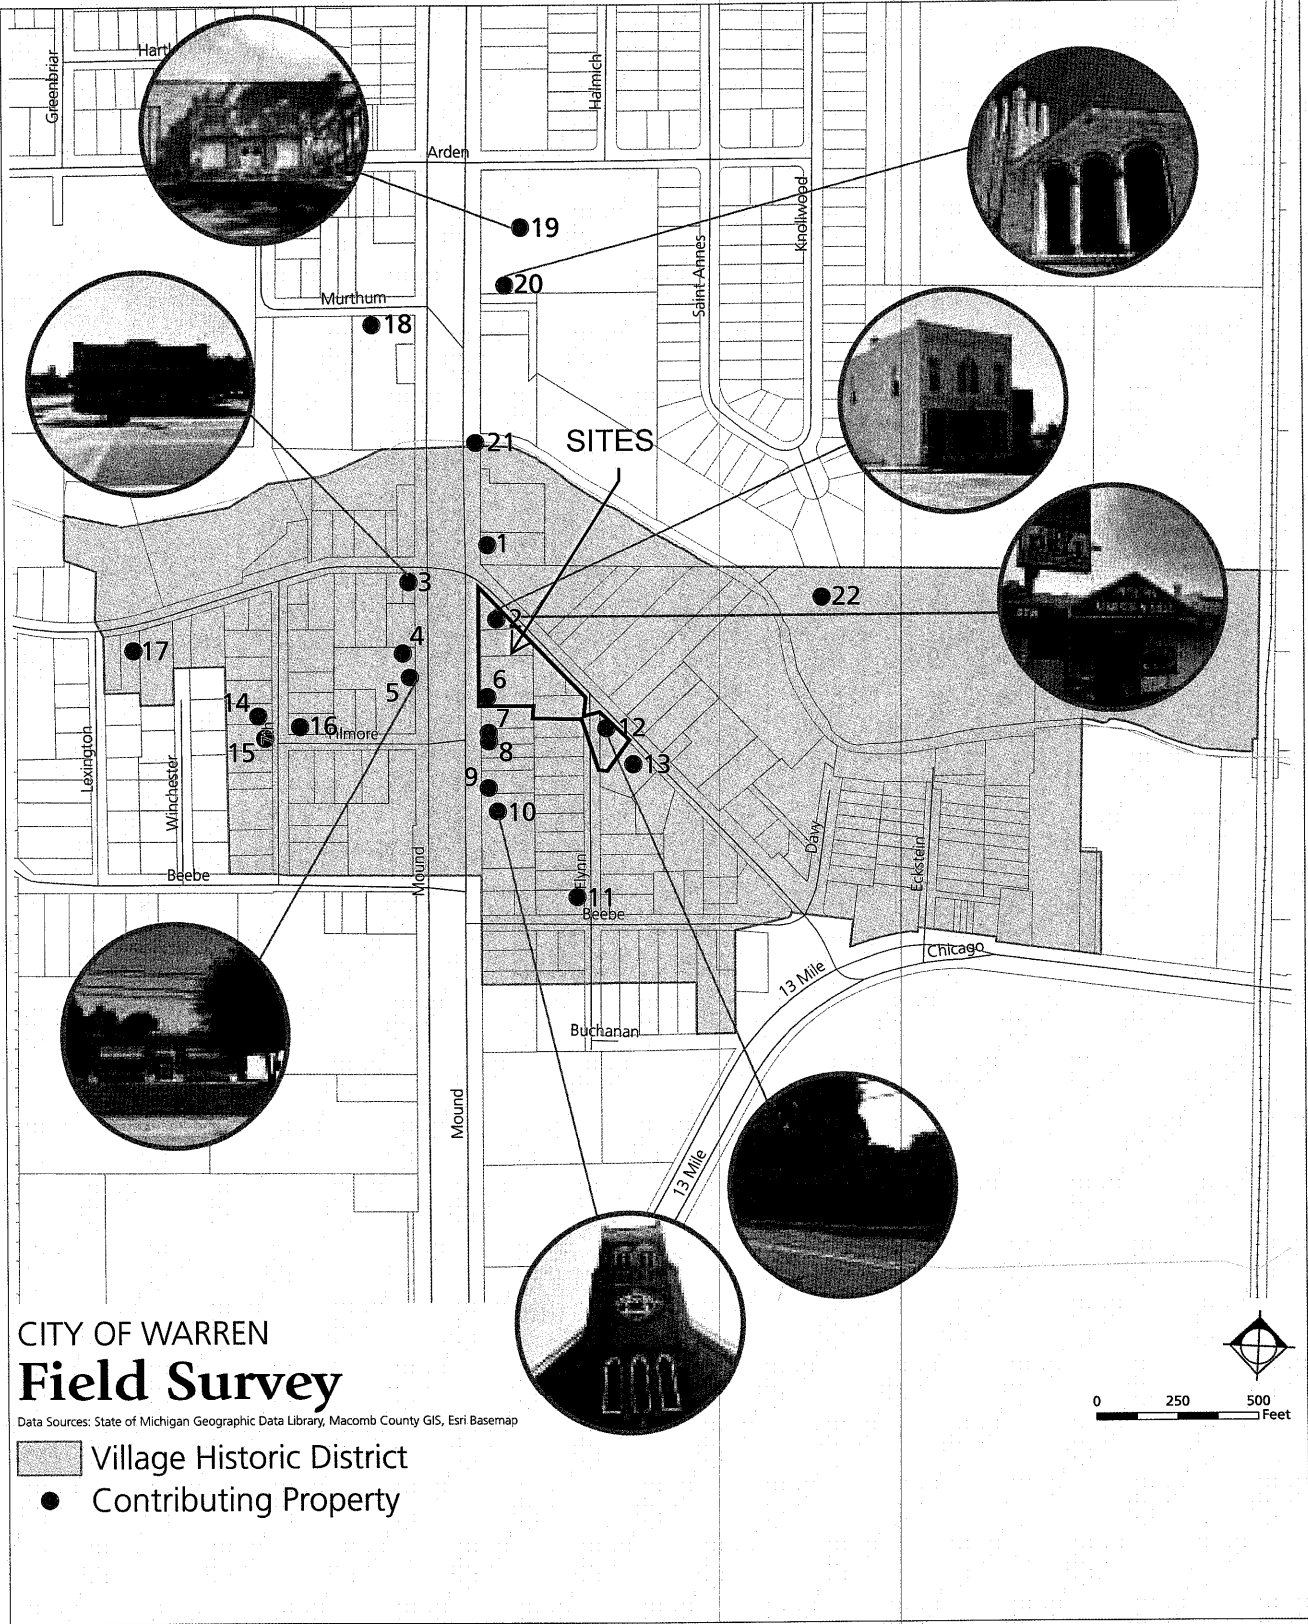 Greenbriar
Hartl
Halmich
Arden
Knollwood
Saint Annes
19
20
Murthum
18
21
SITES
1
3
2
22
17
4
5
6
14
16
15
ilmore
7
8
12
13
9
10
Lexington
Winchester
Mound
Davy
Eckstein
Flynn
11
Beebe
Beebe
Chicago
13 Mile
Buchanan
Mound
13 Mile
CITY OF WARREN
Field Survey
Data Sources: State of Michigan Geographic Data Library, Macomb County GIS, Esri Basemap
0 250 500
Feet
Village Historic District
Contributing Property